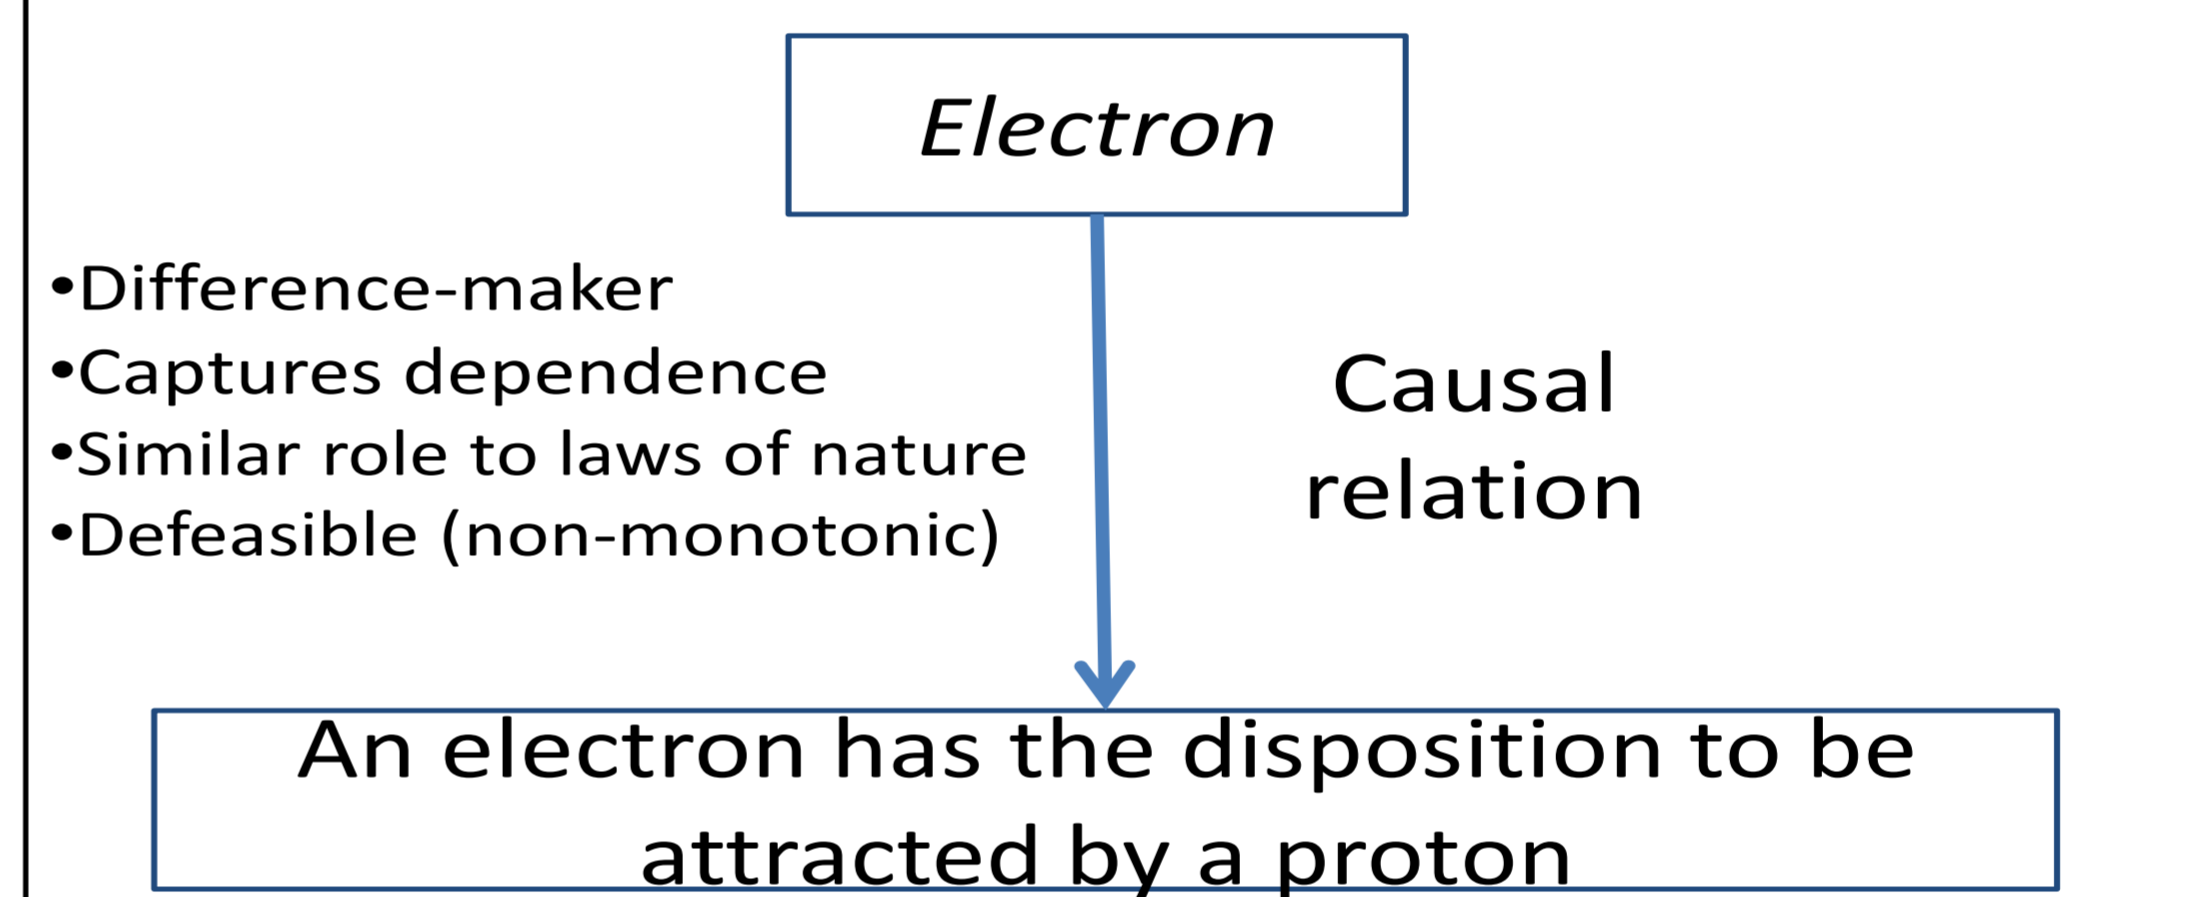 Electron
•Difference-maker
•Captures dependence
•Similar role to laws of nature
•Defeasible (non-monotonic)
Causal
relation
An electron has the disposition to be
attracted by a proton